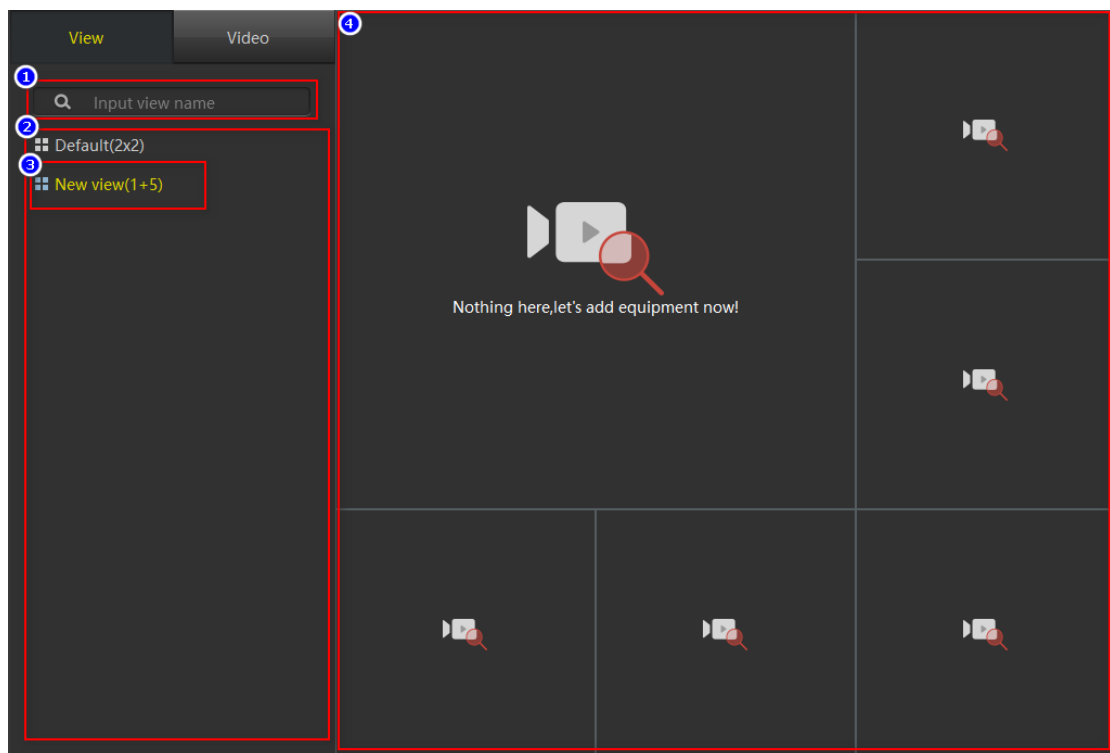 View
Video
1
Input view name
2
Default(2x2)
3
New view(1+5)
4
Nothing here,let's add equipment now!